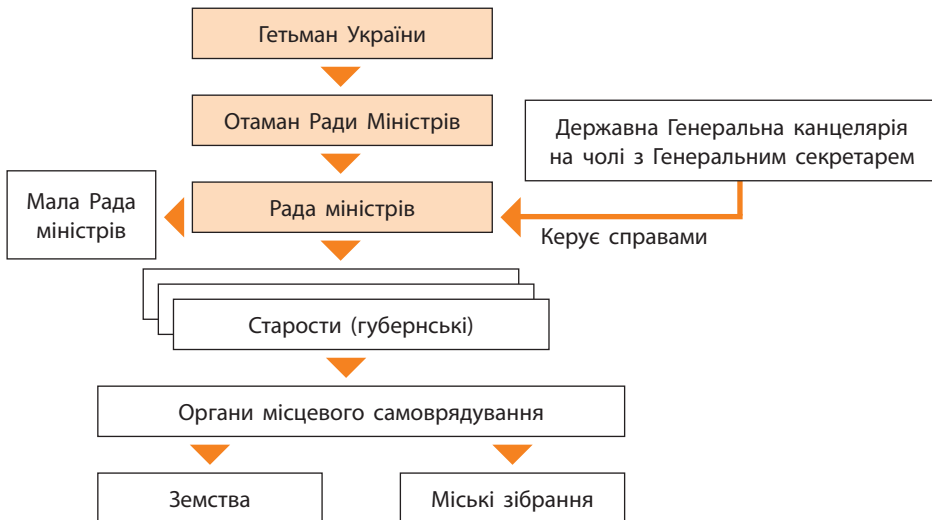 Гетьман України
Отаман Ради Міністрів
Державна Генеральна канцелярія
на чолі з Генеральним секретарем
Мала Рада
міністрів
Рада міністрів
Керує справами
Старости (губернські)
Органи місцевого самоврядування
Земства
Міські зібрання